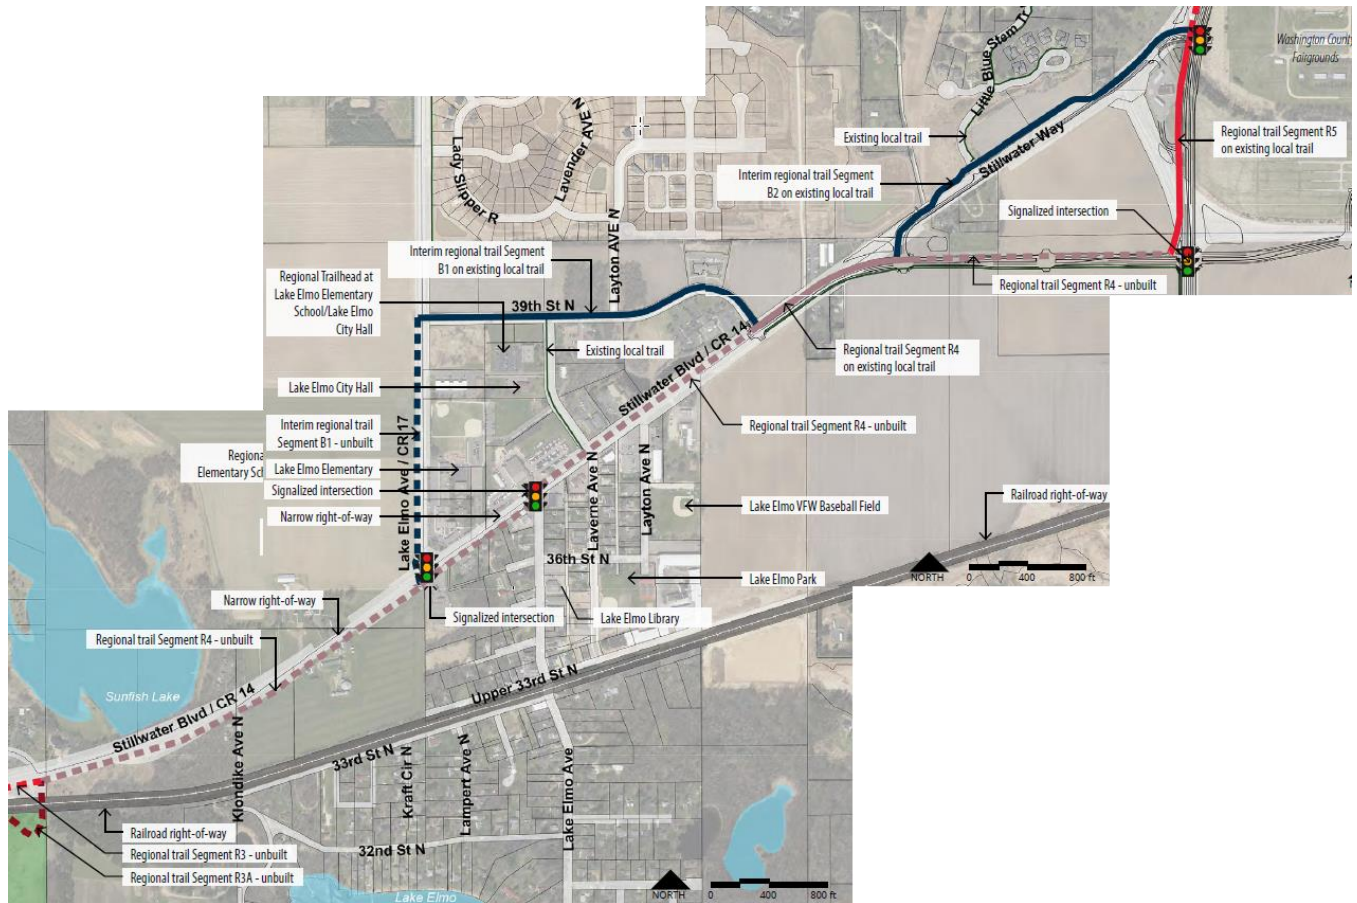 Washington County
Fairgrounds
Little Blue Stem Tr
Existing local trail
Stillwater Way
Regional trail Segment R5
on existing local trail
Interim regional trail Segment
B2 on existing local trail
Signalized intersection
Regional trail Segment R4 - unbuilt
Lady Slipper R
Lavender AVE N
Layton AVE N
Interim regional trail Segment
B1 on existing local trail
Regional Trailhead at
Lake Elmo Elementary
School/Lake Elmo
City Hall
39th St N
Existing local trail
Stillwater Blvd / CR 14
Regional trail Segment R4
on existing local trail
Lake Elmo City Hall
Regional trail Segment R4 - unbuilt
Interim regional trail
Segment B1 - unbuilt
Lake Elmo Ave / CR 17
Regiona
Elementary Sch
Lake Elmo Elementary
Signalized intersection
Narrow right-of-way
Laverne Ave N
Layton Ave N
Lake Elmo VFW Baseball Field
Railroad right-of-way
36th St N
Lake Elmo Park
NORTH
0 400 800 ft
Narrow right-of-way
Signalized intersection
Lake Elmo Library
Regional trail Segment R4 - unbuilt
Sunfish Lake
Stillwater Blvd / CR 14
Klondike Ave N
Upper 33rd St N
33rd St N
Kraft Cir N
Lampert Ave N
Lake Elmo Ave
Railroad right-of-way
32nd St N
Regional trail Segment R3 - unbuilt
Regional trail Segment R3A - unbuilt
NORTH
0 400 800 ft
Lake Elmo